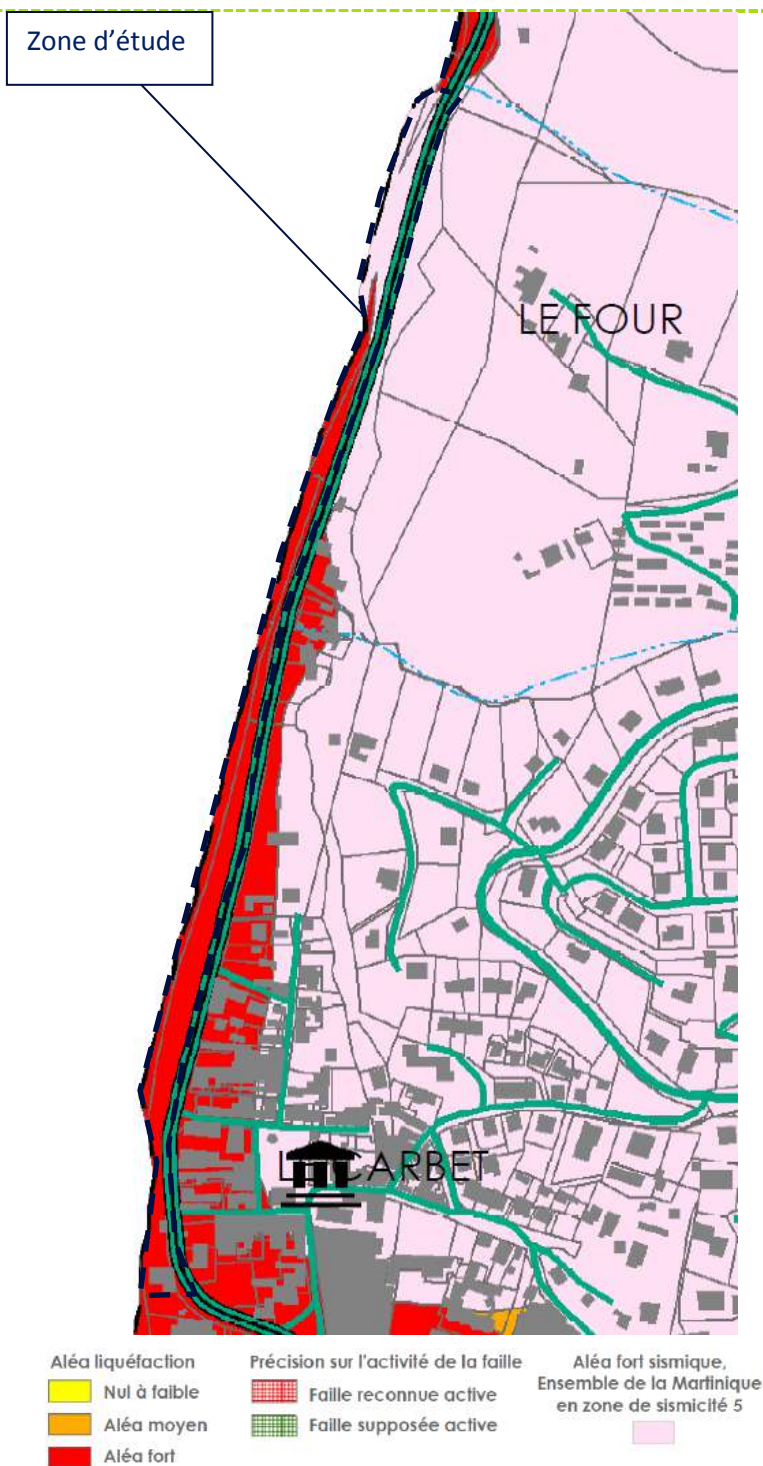 Zone d'étude
LE FOUR
LE CARBET
Aléa liquéfaction
Nul à faible
Aléa moyen
Aléa fort
Précision sur l'activité de la faille
Faille reconnue active
Faille supposée active
Aléa fort sismique,
Ensemble de la Martinique
en zone de sismicité 5